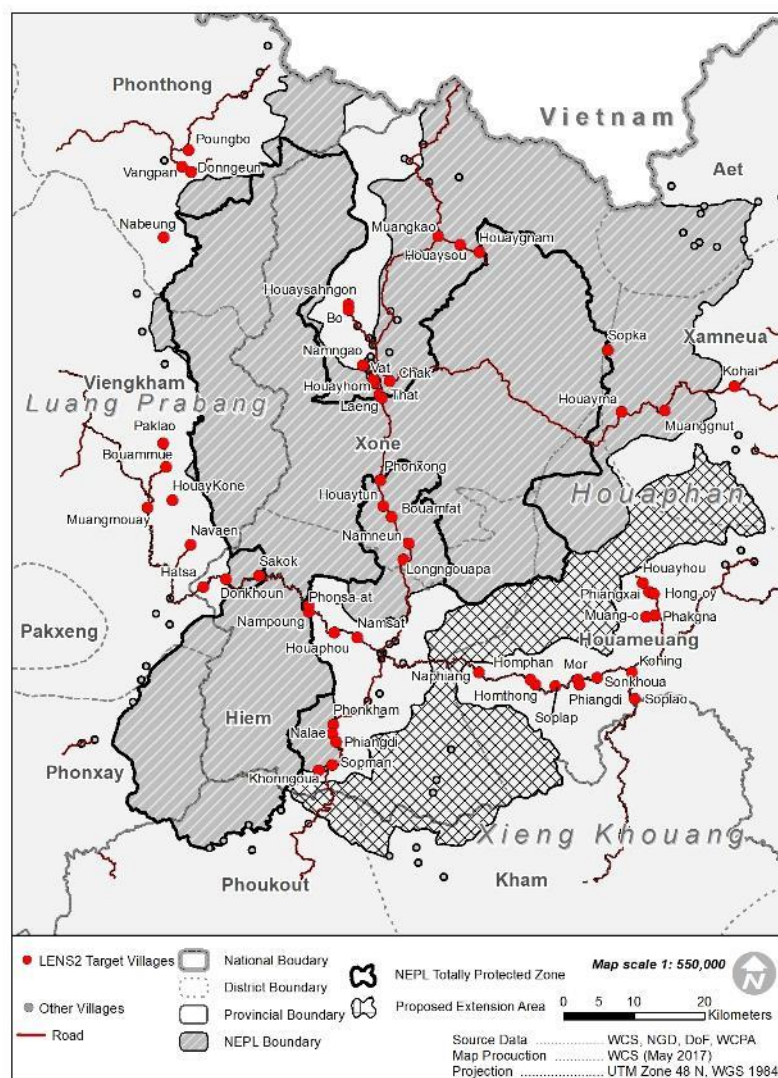 Phonthong
Vietnam
Poungbo
Vangpan
Donngeun
Aet
Nabeung
Muangkao
Houaygnam
Houaysou
Houaysahngon
Bo
Sopka
Xamneua
Namngao
Vat
Chak
Kohai
Viengkham
Houayhom
That
Houayma
Luang Prabang
Laeng
Muanggnut
Paklao
Xone
Bouammue
Phonxong
HouayKone
Houaytun
Houaphan
Muangmouay
Bouamfat
Navaen
Namneun
Sakok
Longngouapa
Hatsa
Houayhou
Donkhoun
Phonsa-at
Phiangxai
Hong-oy
Nampoung
Namsat
Muang-o
Phakgna
Pakxeng
Houameuang
Houaphou
Homphan
Mor
Kohing
Naphiang
Sonkhoua
Homthong
Phiangdi
Soplap
Soplao
Phonkham
Hiem
Nalae
Phiangdi
Phonxay
Sopman
Khonngoua
Xieng Khouang
Phoukout
Kham
LENS2 Target Villages
Other Villages
Road
National Boudary
District Boundary
Provincial Boundary
NEPL Boundary
NEPL Totally Protected Zone
Proposed Extension Area
Map scale 1: 550,000
N
0 5 10 20
Kilometers
Source Data WCS, NGD, DoF, WCPA
Map Procuction WCS (May 2017)
Projection UTM Zone 48 N, WGS 1984